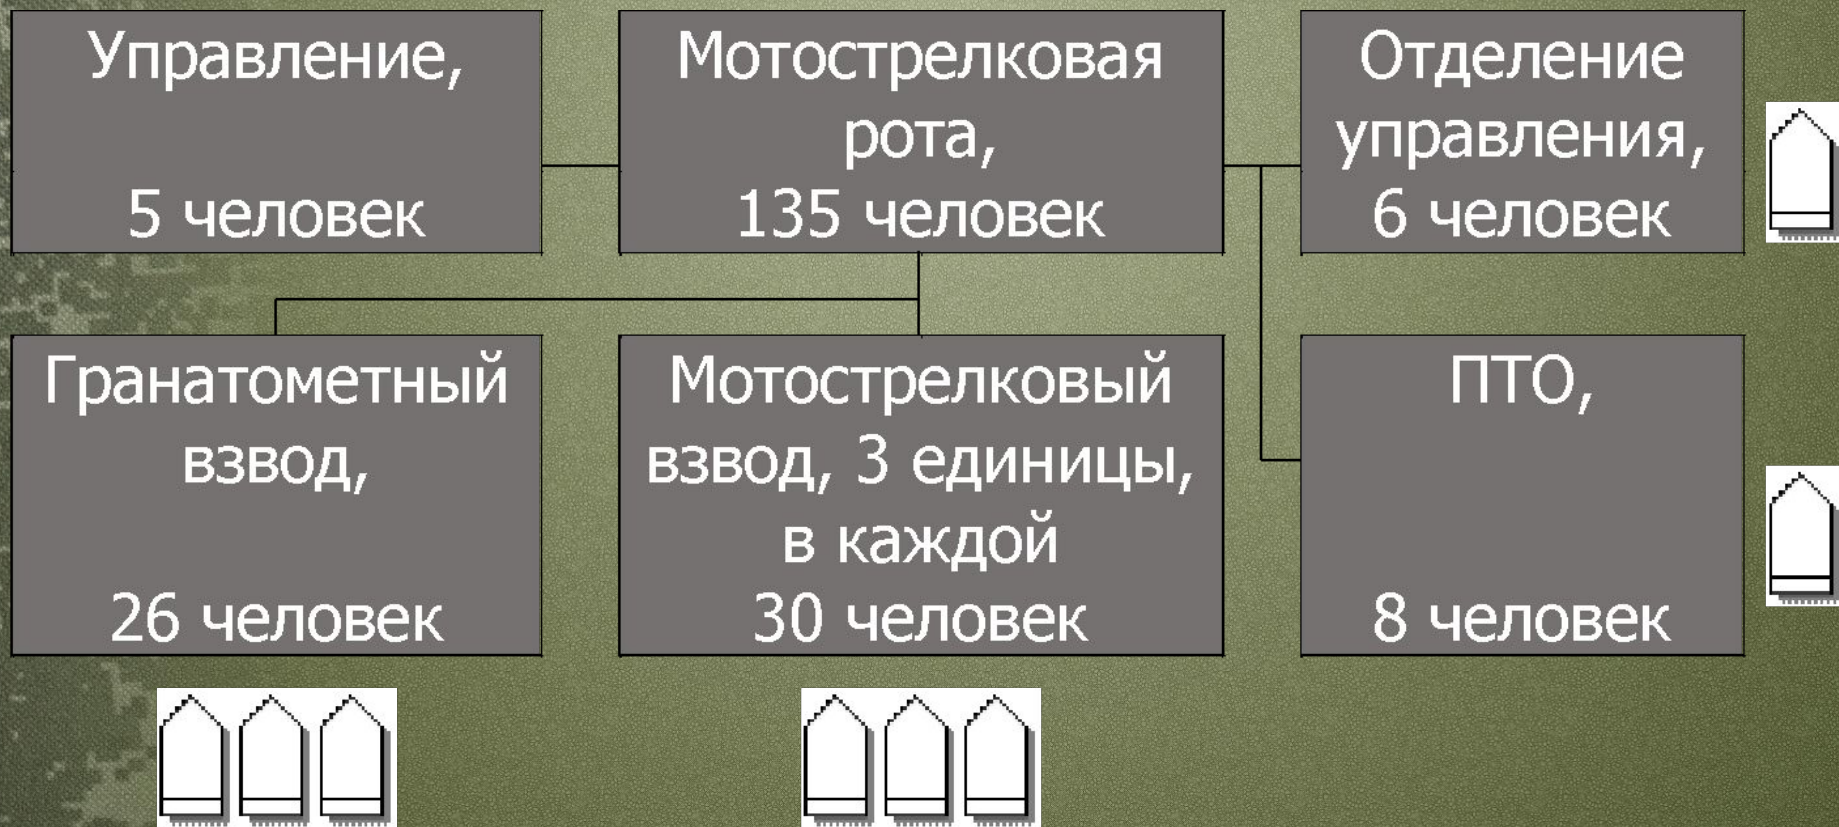 Управление,
5 человек
Мотострелковая
рота,
135 человек
Отделение
управления,
6 человек
Гранатометный
взвод,
26 человек
Мотострелковый
взвод, 3 единицы,
в каждой
30 человек
ПТО,
8 человек